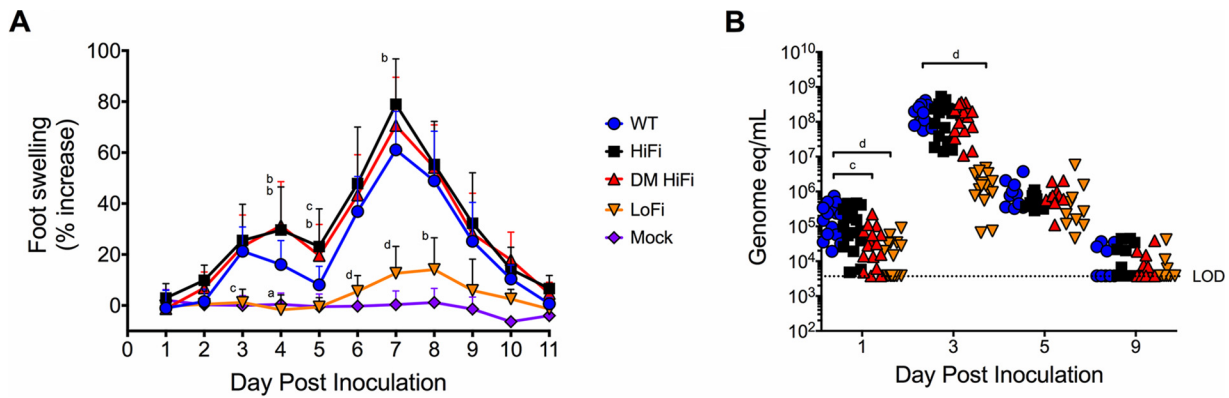 A
Foot swelling
(% increase)
100
80
60
40
20
0
0 1 2 3 4 5 6 7 8 9 10 11
Day Post Inoculation
b
b
b
c
b
c
a
d
d
b
WT
HiFi
DM HiFi
LoFi
Mock
B
Genome eq/mL
10^10
10^9
10^8
10^7
10^6
10^5
10^4
10^3
10^2
d
d
c
LOD
1 3 5 9
Day Post Inoculation